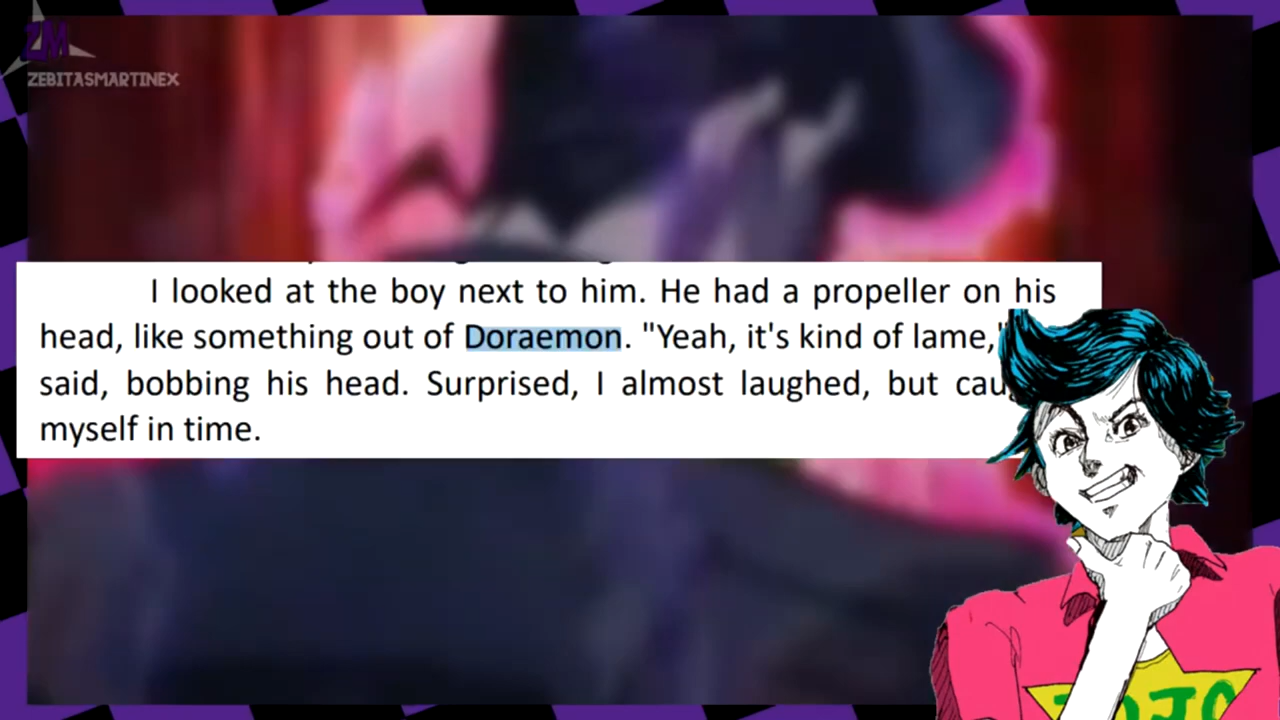 ZM
ZEBITASMARTINEX
I looked at the boy next to him. He had a propeller on his
head, like something out of Doraemon. "Yeah, it's kind of lame,"
said, bobbing his head. Surprised, I almost laughed, but
myself in time.
JOJO